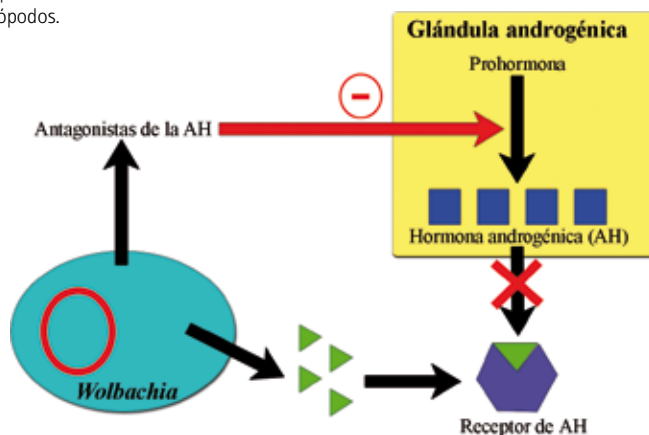 ópodos.
Glándula androgénica
Prohormona
−
Antagonistas de la AH
Hormona androgénica (AH)
Wolbachia
Receptor de AH